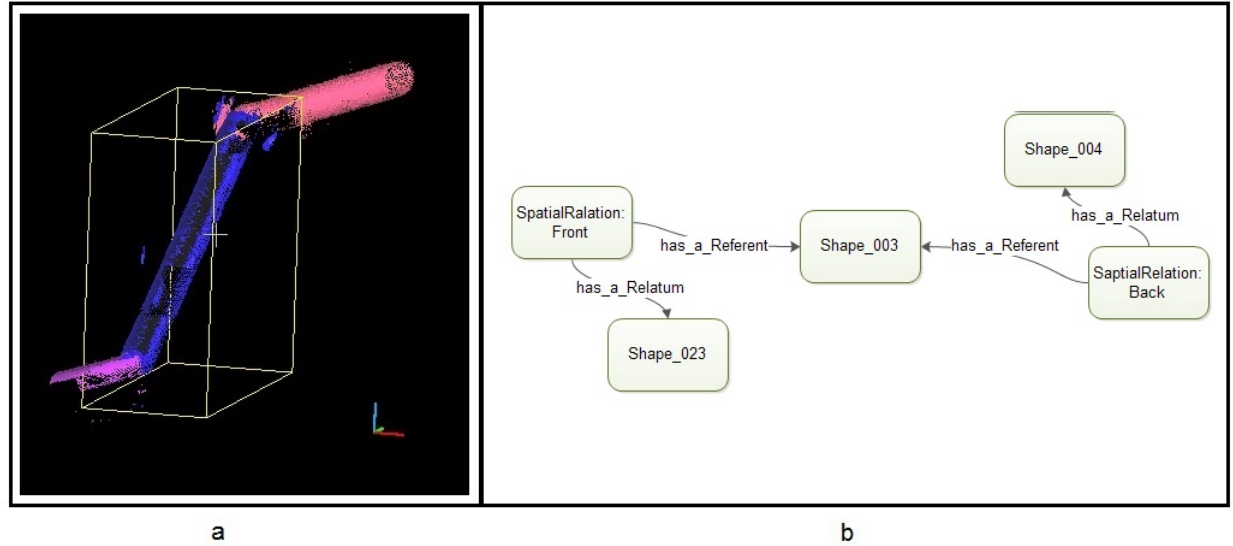 Shape_004
SpatialRalation:
Front
has_a_Relatum
has_a_Referent
Shape_003
has_a_Referent
SaptialRelation:
Back
has_a_Relatum
Shape_023
a
b